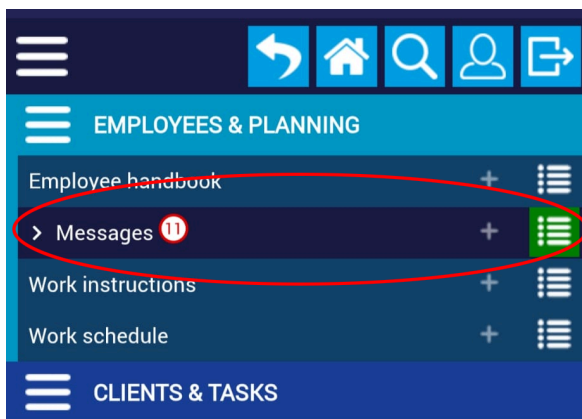 EMPLOYEES & PLANNING
Employee handbook
Messages 11
Work instructions
Work schedule
CLIENTS & TASKS